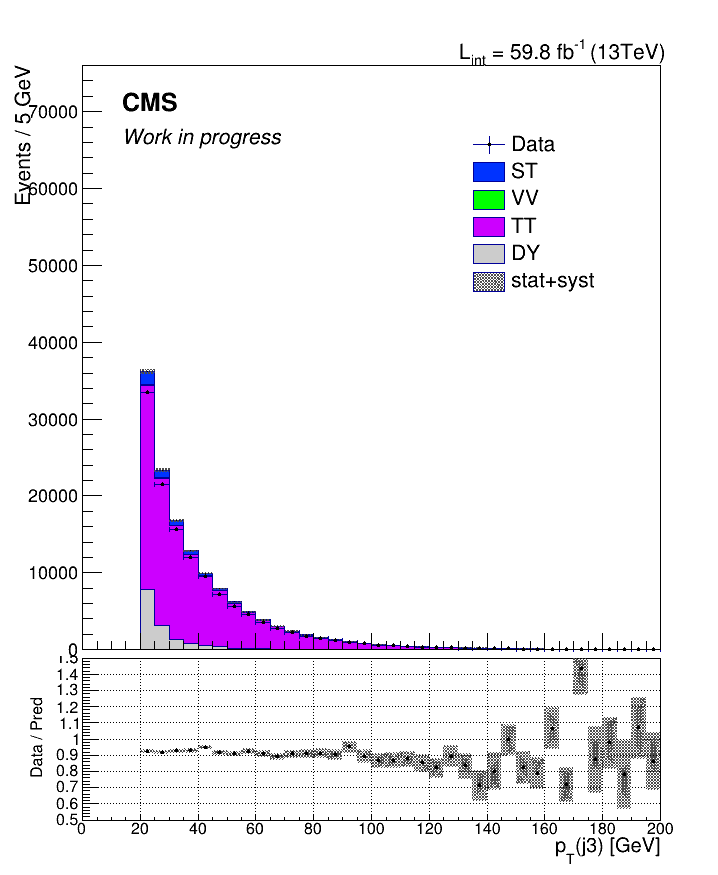 L_int = 59.8 fb^-1 (13TeV)
Events / 5 GeV
CMS
Work in progress
Data
ST
VV
TT
DY
stat+syst
70000
60000
50000
40000
30000
20000
10000
0
Data / Pred
1.5
1.4
1.3
1.2
1.1
1
0.9
0.8
0.7
0.6
0.5
0 20 40 60 80 100 120 140 160 180 200
p_T(j3) [GeV]